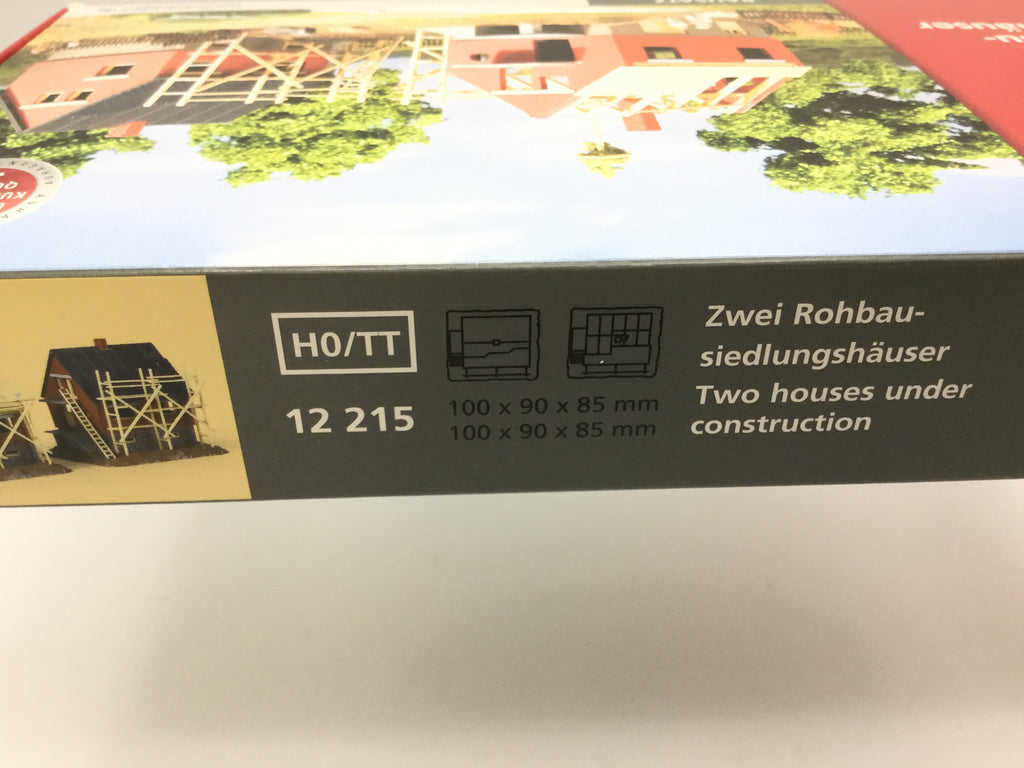 BAUSATZ
H0/TT
12 215
100 x 90 x 85 mm
100 x 90 x 85 mm
Zwei Rohbau-
siedlungshäuser
Two houses under
construction